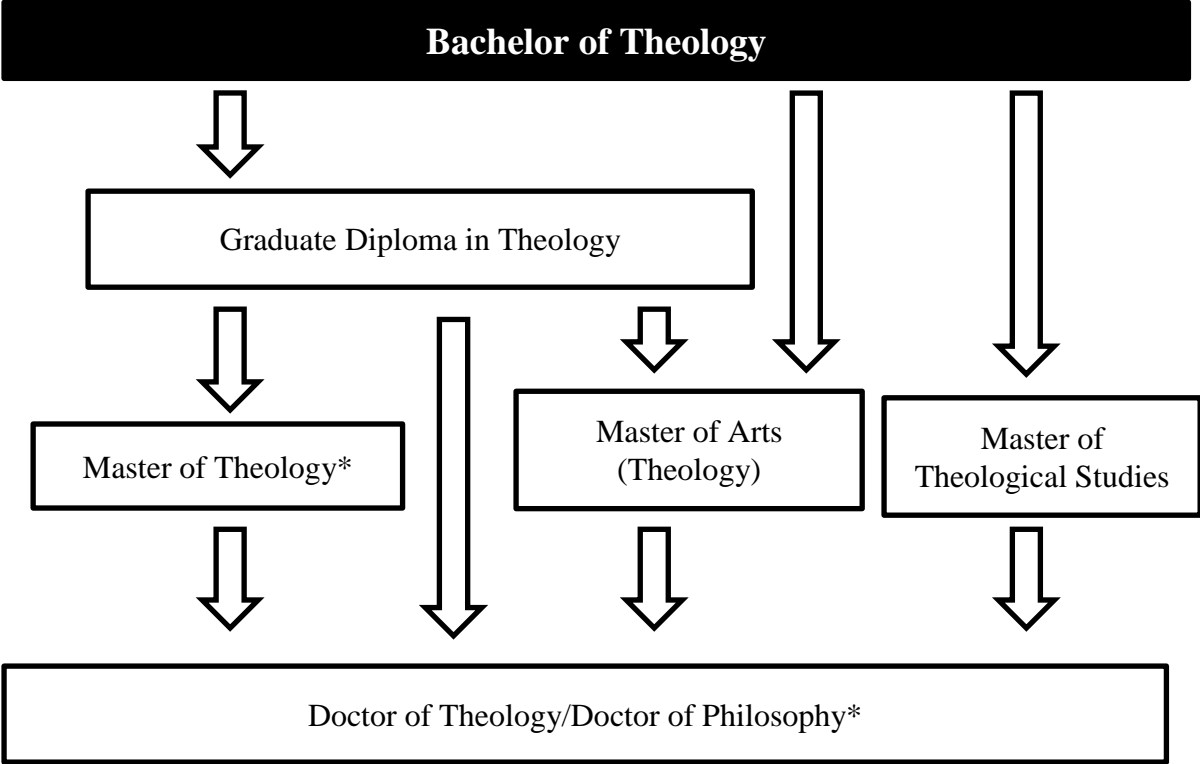 Bachelor of Theology
Graduate Diploma in Theology
Master of Theology*
Master of Arts
(Theology)
Master of
Theological Studies
Doctor of Theology/Doctor of Philosophy*